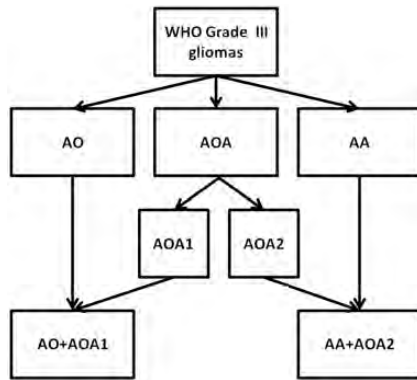 WHO Grade III
gliomas
AO
AOA
AA
AOA1
AOA2
AO+AOA1
AA+AOA2